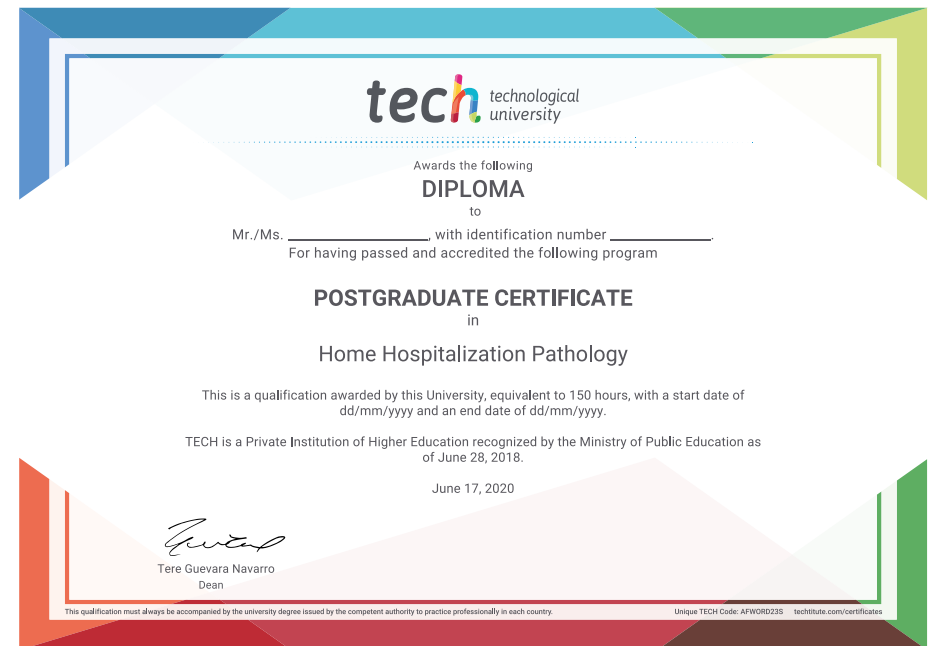 tech technological
university
Awards the following
DIPLOMA
to
Mr./Ms. ____________________, with identification number ______________.
For having passed and accredited the following program
POSTGRADUATE CERTIFICATE
in
Home Hospitalization Pathology
This is a qualification awarded by this University, equivalent to 150 hours, with a start date of
dd/mm/yyyy and an end date of dd/mm/yyyy.
TECH is a Private Institution of Higher Education recognized by the Ministry of Public Education as
of June 28, 2018.
June 17, 2020
Tere Guevara Navarro
Dean
This qualification must always be accompanied by the university degree issued by the competent authority to practice professionally in each country. Unique TECH Code: AFWORD23S techtitute.com/certificates